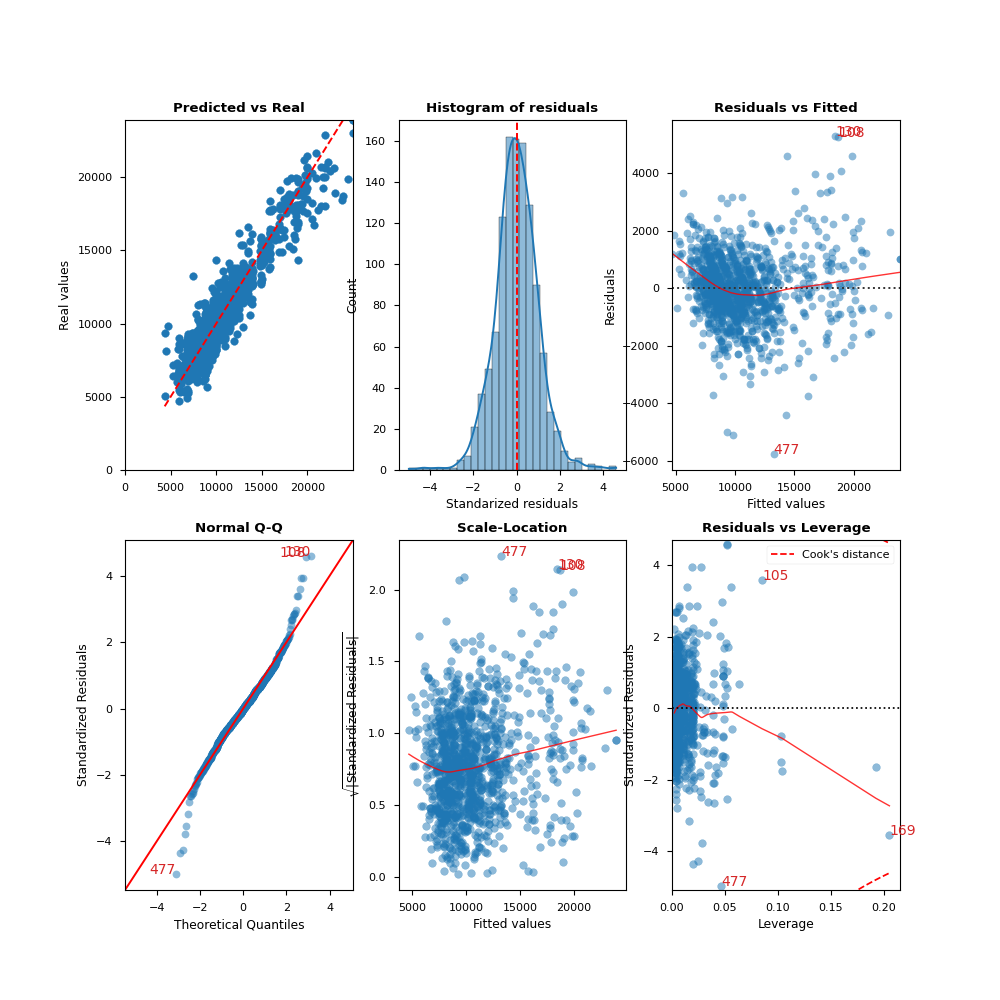 Predicted vs Real
Real values
20000
15000
10000
5000
0
0 5000 10000 15000 20000
Histogram of residuals
Count
160
140
120
100
80
60
40
20
0
−4 −2 0 2 4
Standarized residuals
Residuals vs Fitted
Residuals
4000
2000
0
−2000
−4000
−6000
130
108
477
5000 10000 15000 20000
Fitted values
Normal Q-Q
Standardized Residuals
4
2
0
−2
−4
108
130
477
−4 −2 0 2 4
Theoretical Quantiles
Scale-Location
√|Standardized Residuals|
2.0
1.5
1.0
0.5
0.0
477
130
108
5000 10000 15000 20000
Fitted values
Residuals vs Leverage
Standardized Residuals
4
2
0
−2
−4
Cook's distance
105
169
477
0.00 0.05 0.10 0.15 0.20
Leverage